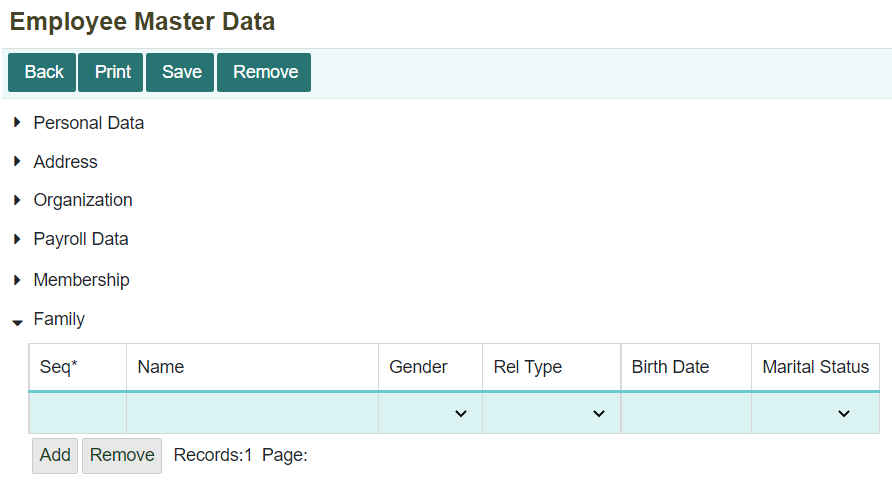 Employee Master Data
Back Print Save Remove
Personal Data
Address
Organization
Payroll Data
Membership
Family
Seq* Name Gender Rel Type Birth Date Marital Status
Add Remove Records:1 Page: